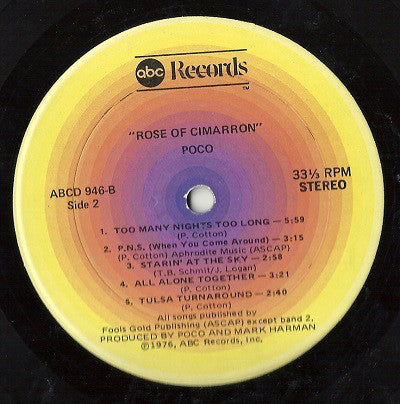 abc Records
TM
"ROSE OF CIMARRON"
POCO
ABCD 946-B
Side 2
33⅓ RPM
STEREO
1. TOO MANY NIGHTS TOO LONG – 5:59
(P. Cotton)
2. P.N.S. (When You Come Around) – 3:15
(P. Cotton) Aphrodite Music (ASCAP)
3. STARIN' AT THE SKY – 2:58
(T.B. Schmit/J. Logan)
4. ALL ALONE TOGETHER – 3:21
(P. Cotton)
5. TULSA TURNAROUND – 2:40
(P. Cotton)
All songs published by
Fools Gold Publishing (ASCAP) except band 2.
PRODUCED BY POCO AND MARK HARMAN
℗1976, ABC Records, Inc.